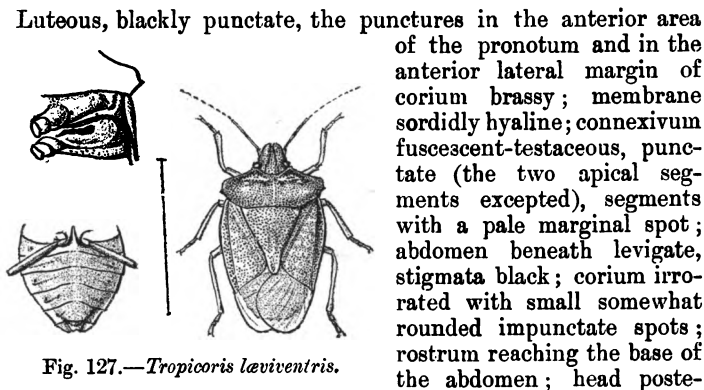 Luteous, blackly punctate, the punctures in the anterior area
of the pronotum and in the
anterior lateral margin of
corium brassy; membrane
sordidly hyaline; connexivum
fuscescent-testaceous, punc-
tate (the two apical seg-
ments excepted), segments
with a pale marginal spot;
abdomen beneath levigate,
stigmata black; corium irro-
rated with small somewhat
rounded impunctate spots;
rostrum reaching the base of
the abdomen; head poste-
Fig. 127.—Tropicoris læviventris.